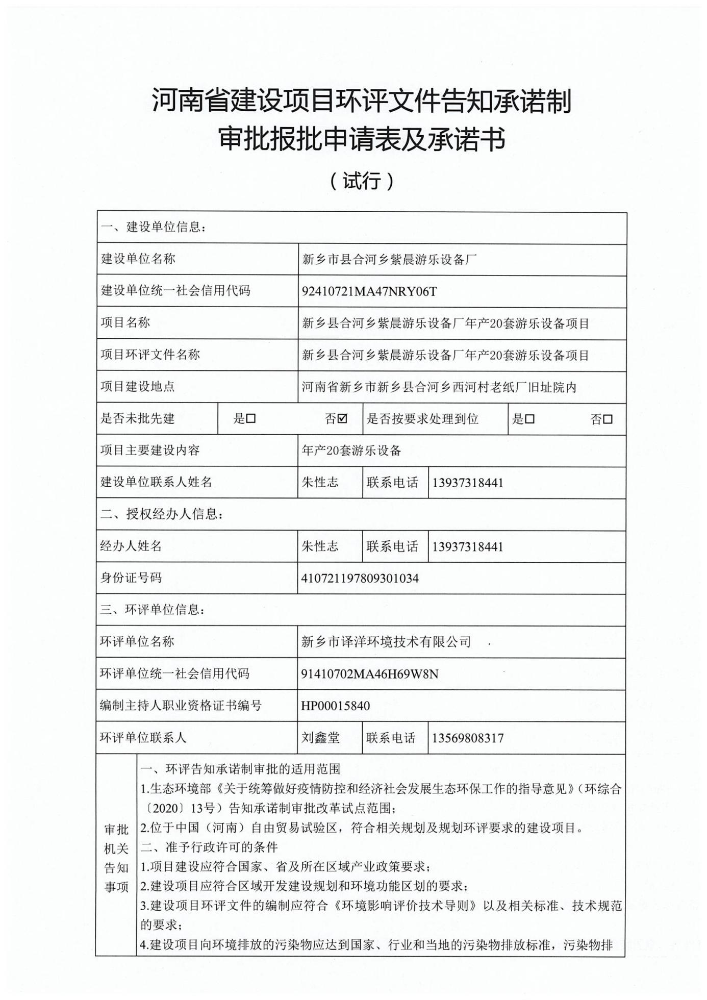 河南省建设项目环评文件告知承诺制
审批报批申请表及承诺书
（试行）
一、建设单位信息：
建设单位名称 新乡市县合河乡紫晨游乐设备厂
建设单位统一社会信用代码 92410721MA47NRY06T
项目名称 新乡县合河乡紫晨游乐设备厂年产20套游乐设备项目
项目环评文件名称 新乡县合河乡紫晨游乐设备厂年产20套游乐设备项目
项目建设地点 河南省新乡市新乡县合河乡西河村老纸厂旧址院内
是否未批先建 是☐ 否☑ 是否按要求处理到位 是☐ 否☐
项目主要建设内容 年产20套游乐设备
建设单位联系人姓名 朱性志 联系电话 13937318441
二、授权经办人信息：
经办人姓名 朱性志 联系电话 13937318441
身份证号码 410721197809301034
三、环评单位信息：
环评单位名称 新乡市译洋环境技术有限公司
环评单位统一社会信用代码 91410702MA46H69W8N
编制主持人职业资格证书编号 HP00015840
环评单位联系人 刘鑫堂 联系电话 13569808317
审批
机关
告知
事项
一、环评告知承诺制审批的适用范围
1.生态环境部《关于统筹做好疫情防控和经济社会发展生态环保工作的指导意见》（环综合
〔2020〕13号）告知承诺制审批改革试点范围；
2.位于中国（河南）自由贸易试验区，符合相关规划及规划环评要求的建设项目。
二、准予行政许可的条件
1.项目建设应符合国家、省及所在区域产业政策要求；
2.建设项目应符合区域开发建设规划和环境功能区划的要求；
3.建设项目环评文件的编制应符合《环境影响评价技术导则》以及相关标准、技术规范
的要求；
4.建设项目向环境排放的污染物应达到国家、行业和当地的污染物排放标准，污染物排